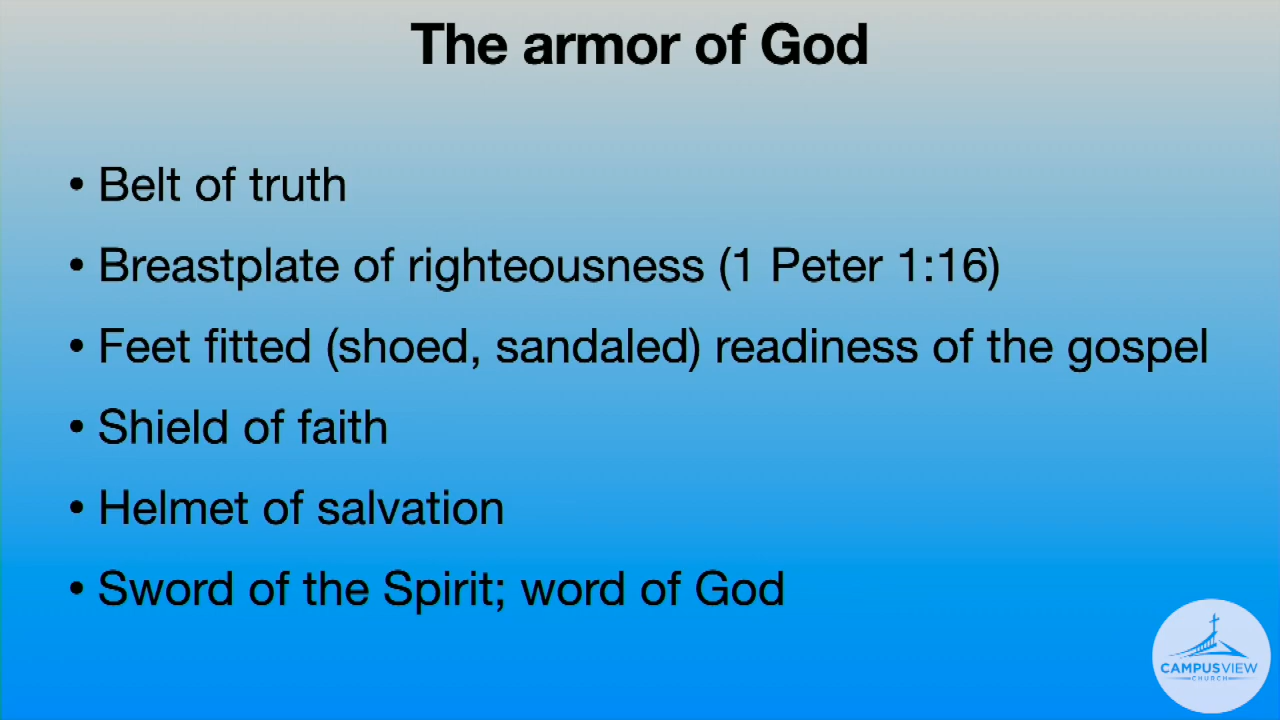 The armor of God
• Belt of truth
• Breastplate of righteousness (1 Peter 1:16)
• Feet fitted (shoed, sandaled) readiness of the gospel
• Shield of faith
• Helmet of salvation
• Sword of the Spirit; word of God
CAMPUSVIEW
CHURCH